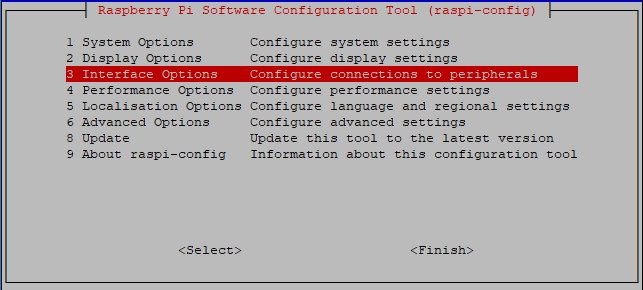 Raspberry Pi Software Configuration Tool (raspi-config)
1 System Options Configure system settings
2 Display Options Configure display settings
3 Interface Options Configure connections to peripherals
4 Performance Options Configure performance settings
5 Localisation Options Configure language and regional settings
6 Advanced Options Configure advanced settings
8 Update Update this tool to the latest version
9 About raspi-config Information about this configuration tool
<Select> <Finish>